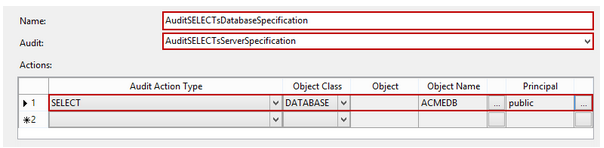 Name: AuditSELECTsDatabaseSpecification
Audit: AuditSELECTsServerSpecification
Actions:
Audit Action Type Object Class Object Object Name Principal
1 SELECT DATABASE ACMEDB ... public ...
*2